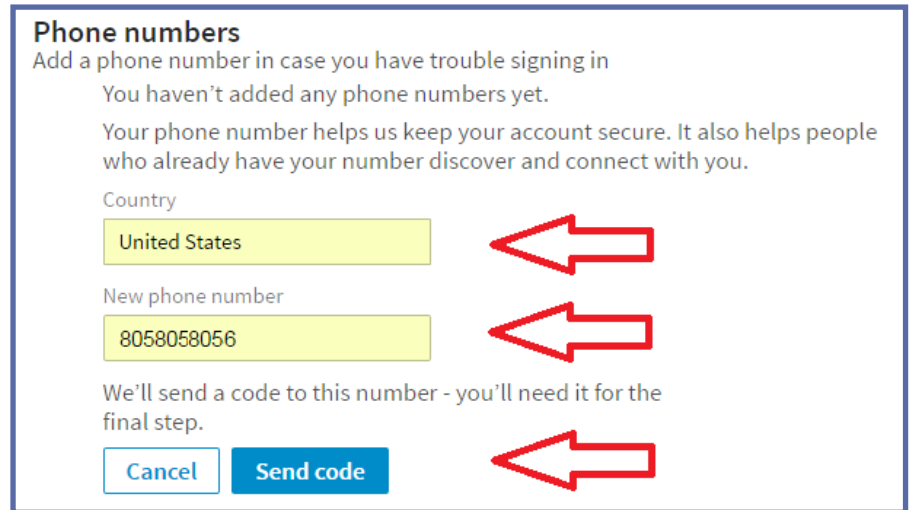 Phone numbers
Add a phone number in case you have trouble signing in
You haven’t added any phone numbers yet.
Your phone number helps us keep your account secure. It also helps people
who already have your number discover and connect with you.
Country
United States
New phone number
8058058056
We’ll send a code to this number - you’ll need it for the
final step.
Cancel Send code